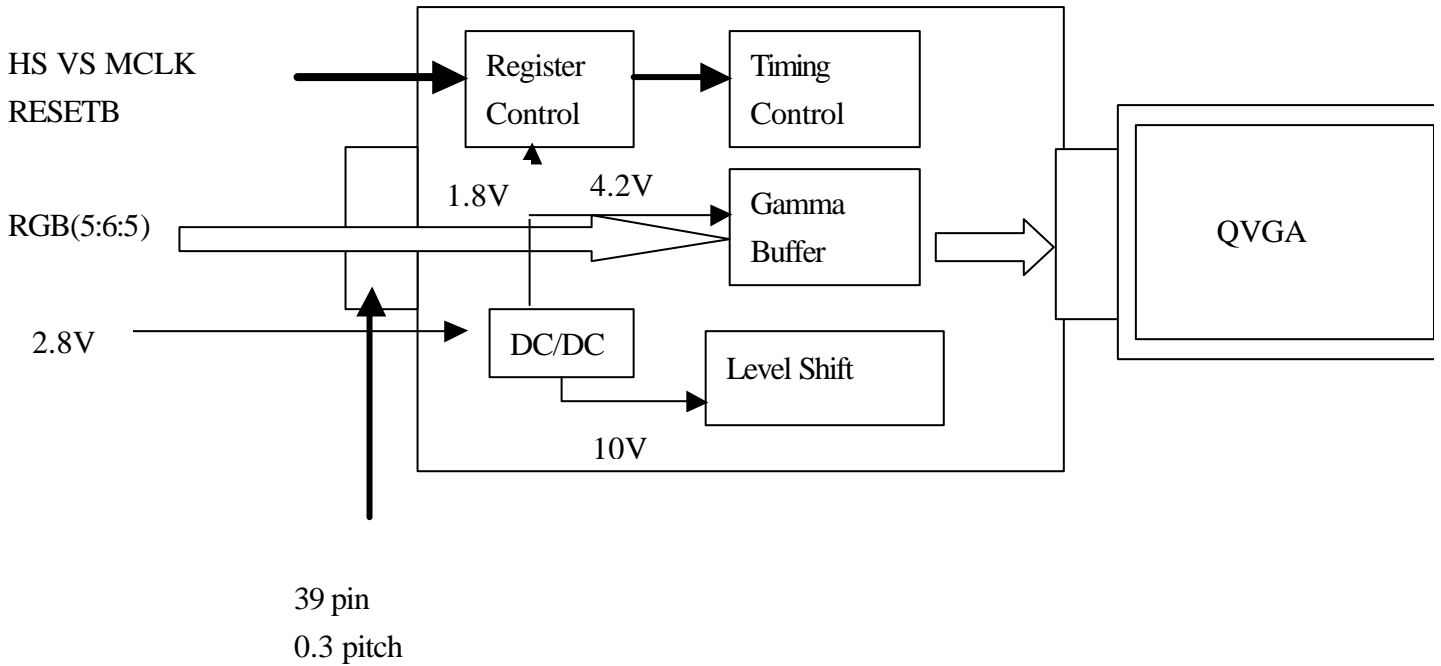 HS VS MCLK
RESETB
Register
Control
Timing
Control
1.8V
4.2V
RGB(5:6:5)
Gamma
Buffer
QVGA
2.8V
DC/DC
Level Shift
10V
39 pin
0.3 pitch